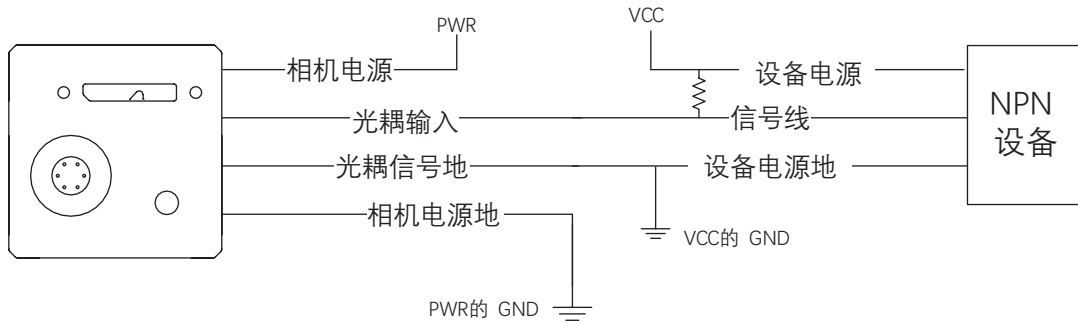 PWR
VCC
相机电源
设备电源
光耦输入
信号线
NPN
设备
光耦信号地
设备电源地
相机电源地
VCC的 GND
PWR的 GND